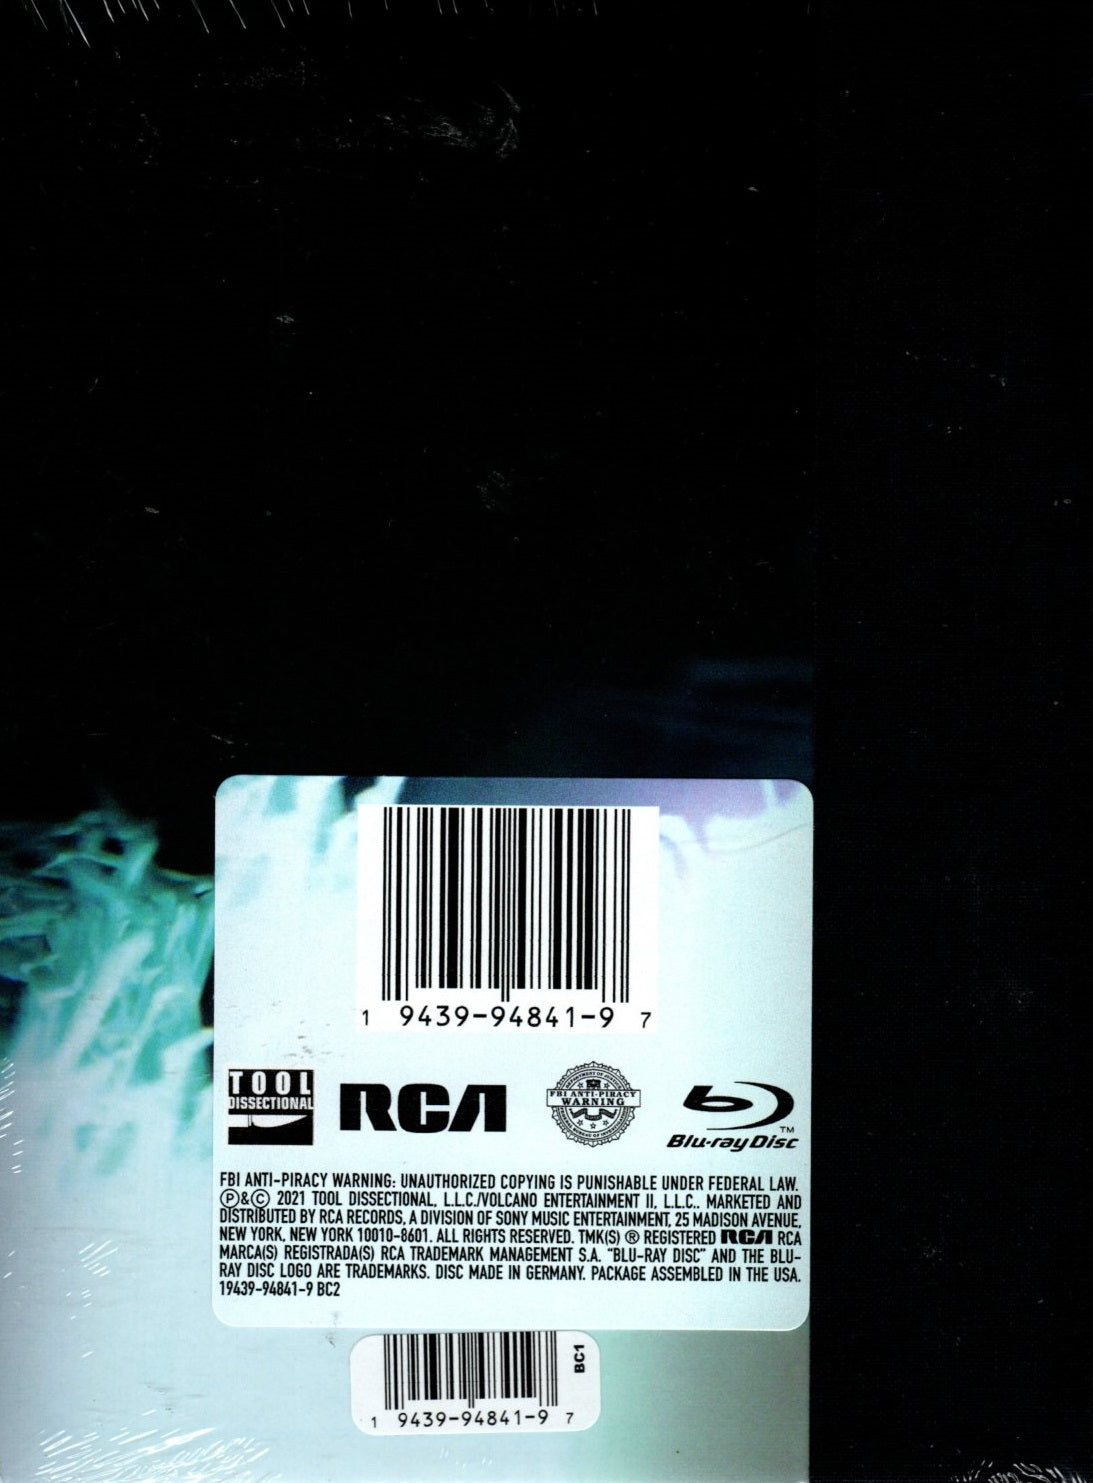 1 9439-94841-9 7
TOOL
DISSECTIONAL
RCA
FBI ANTI-PIRACY
WARNING
Blu-ray Disc
TM
FBI ANTI-PIRACY WARNING: UNAUTHORIZED COPYING IS PUNISHABLE UNDER FEDERAL LAW.
Ⓟ&Ⓒ 2021 TOOL DISSECTIONAL, L.L.C./VOLCANO ENTERTAINMENT II, L.L.C.. MARKETED AND
DISTRIBUTED BY RCA RECORDS, A DIVISION OF SONY MUSIC ENTERTAINMENT, 25 MADISON AVENUE,
NEW YORK, NEW YORK 10010-8601. ALL RIGHTS RESERVED. TMK(S) ® REGISTERED RCA RCA
MARCA(S) REGISTRADA(S) RCA TRADEMARK MANAGEMENT S.A. "BLU-RAY DISC" AND THE BLU-
RAY DISC LOGO ARE TRADEMARKS. DISC MADE IN GERMANY. PACKAGE ASSEMBLED IN THE USA.
19439-94841-9 BC2
BC1
1 9439-94841-9 7